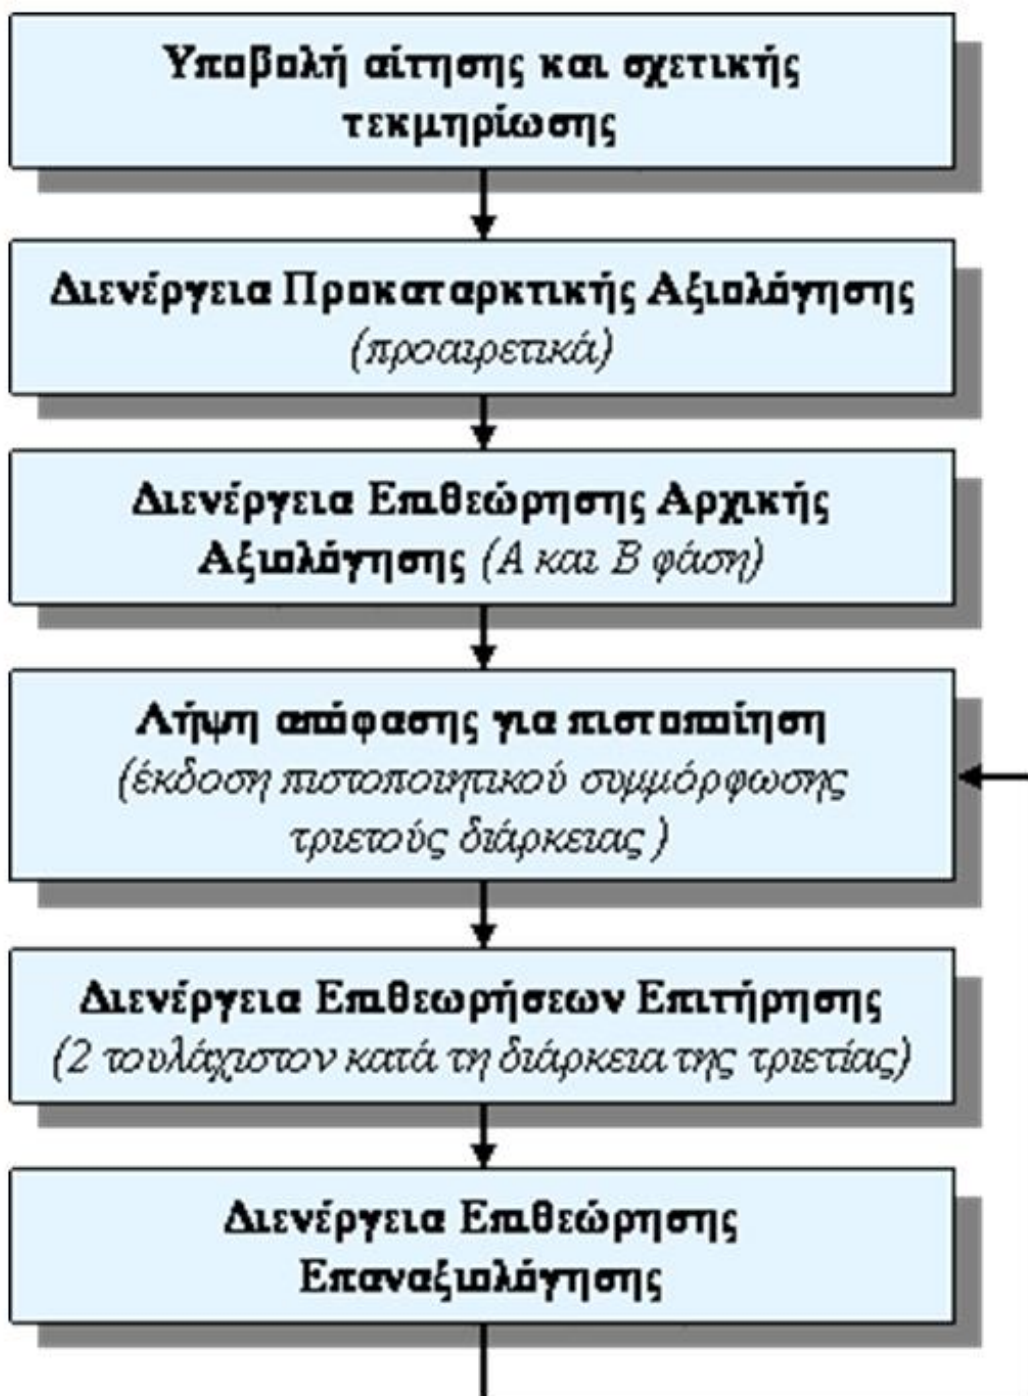 Υποβολή αίτησης και σχετικής
τεκμηρίωσης
Διενέργεια Προκαταρκτικής Αξιολόγησης
(προαιρετικά)
Διενέργεια Επιθεώρησης Αρχικής
Αξιολόγησης (Α και Β φάση)
Λήψη απόφασης για πιστοποίηση
(έκδοση πιστοποιητικού συμμόρφωσης
τριετούς διάρκειας )
Διενέργεια Επιθεωρήσεων Επιτήρησης
(2 τουλάχιστον κατά τη διάρκεια της τριετίας)
Διενέργεια Επιθεώρησης
Επαναξιολόγησης